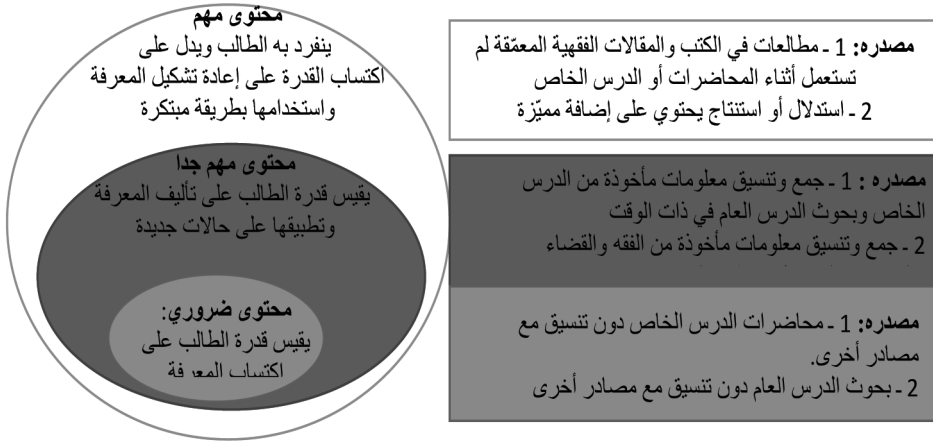 محتوى مهم
ينفرد به الطالب ويدل على
اكتساب القدرة على إعادة تشكيل المعرفة
واستخدامها بطريقة مبتكرة
محتوى مهم جدا
يقيس قدرة الطالب على تأليف المعرفة
وتطبيقها على حالات جديدة
محتوى ضروري:
يقيس قدرة الطالب على
اكتساب المعرفة
مصدره: 1 ـ مطالعات في الكتب والمقالات الفقهية المعمّقة لم
تستعمل أثناء المحاضرات أو الدرس الخاص
2 ـ استدلال أو استنتاج يحتوي على إضافة مميّزة
مصدره : 1 ـ جمع وتنسيق معلومات مأخوذة من الدرس
الخاص وبحوث الدرس العام في ذات الوقت
2 ـ جمع وتنسيق معلومات مأخوذة من الفقه والقضاء
مصدره: 1 ـ محاضرات الدرس الخاص دون تنسيق مع
مصادر أخرى.
2 ـ بحوث الدرس العام دون تنسيق مع مصادر أخرى